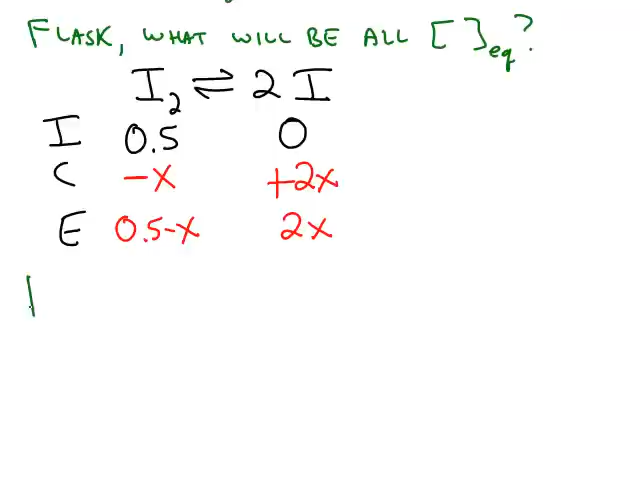 FLASK, WHAT WILL BE ALL [ ]eq?
I₂ ⇌ 2 I
I 0.5 0
C -x +2x
E 0.5-x 2x